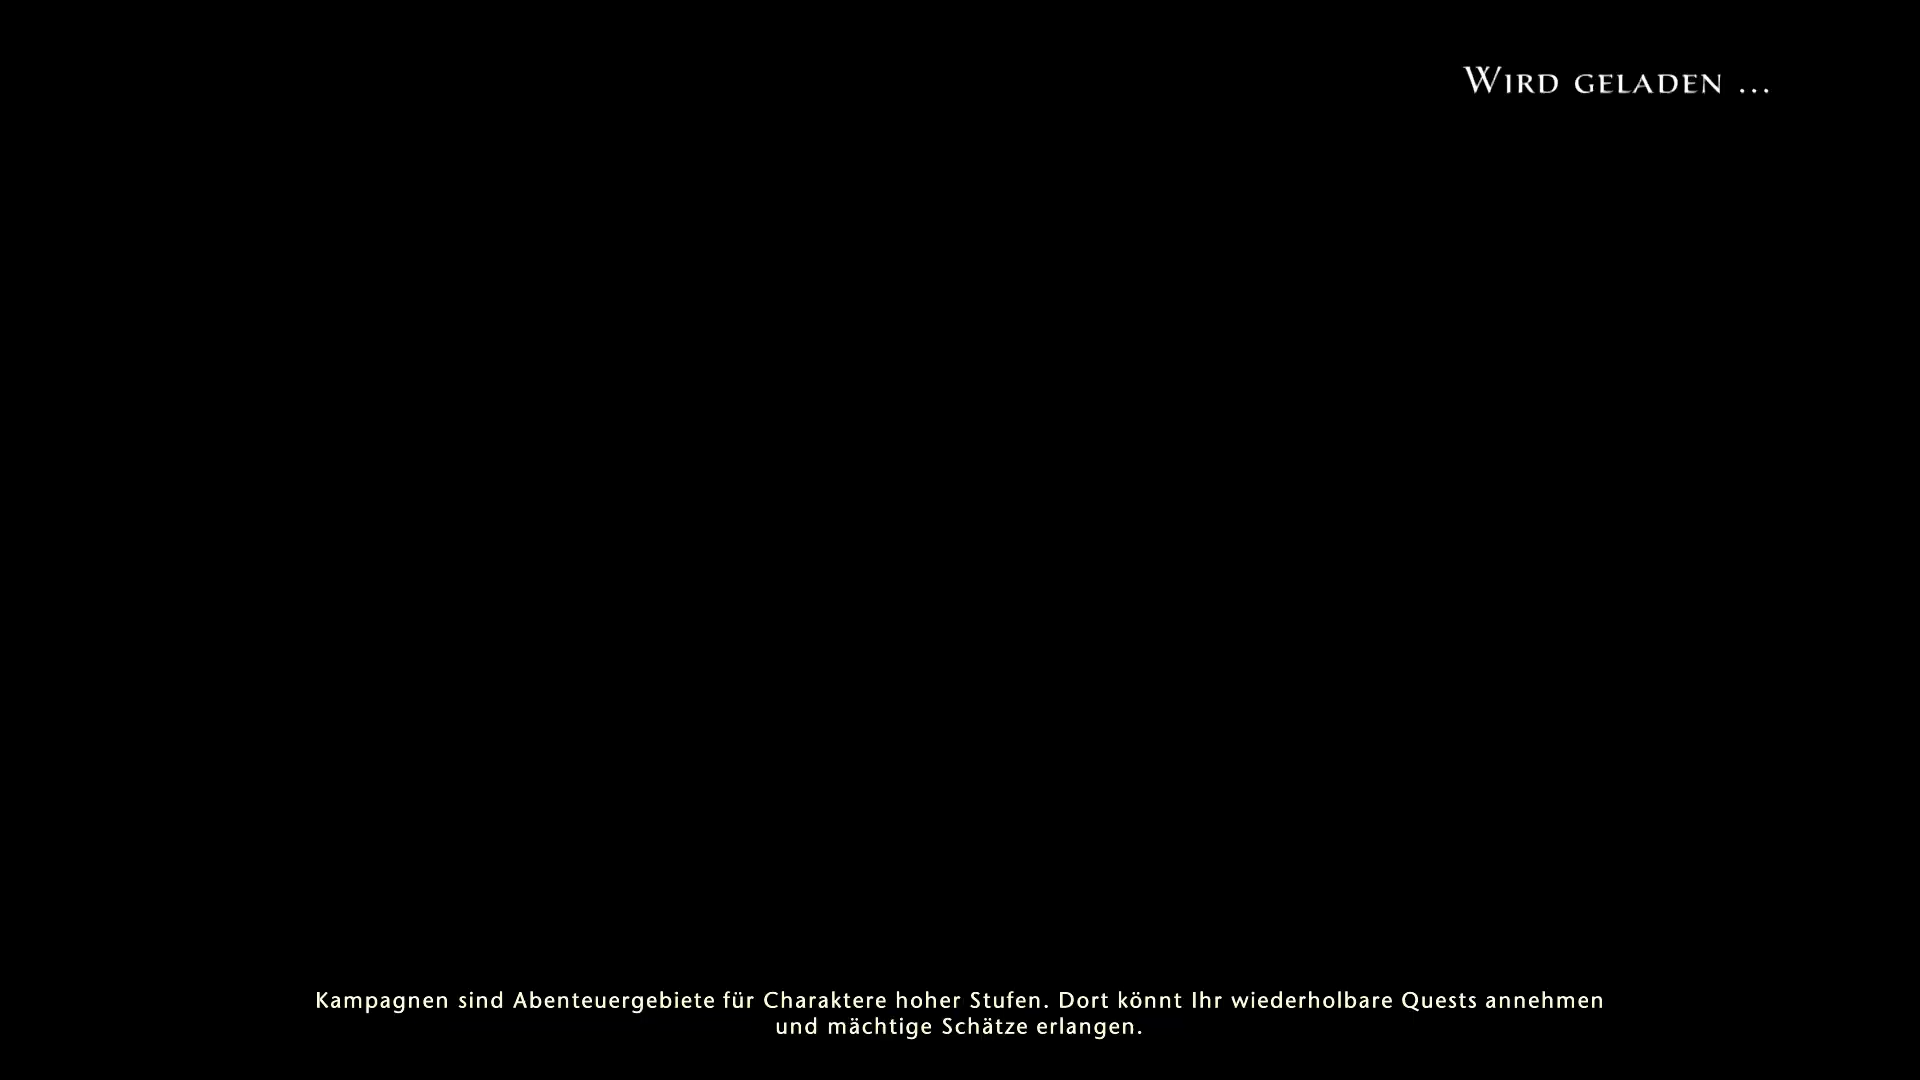 Wird geladen ...
Kampagnen sind Abenteuergebiete für Charaktere hoher Stufen. Dort könnt Ihr wiederholbare Quests annehmen
und mächtige Schätze erlangen.